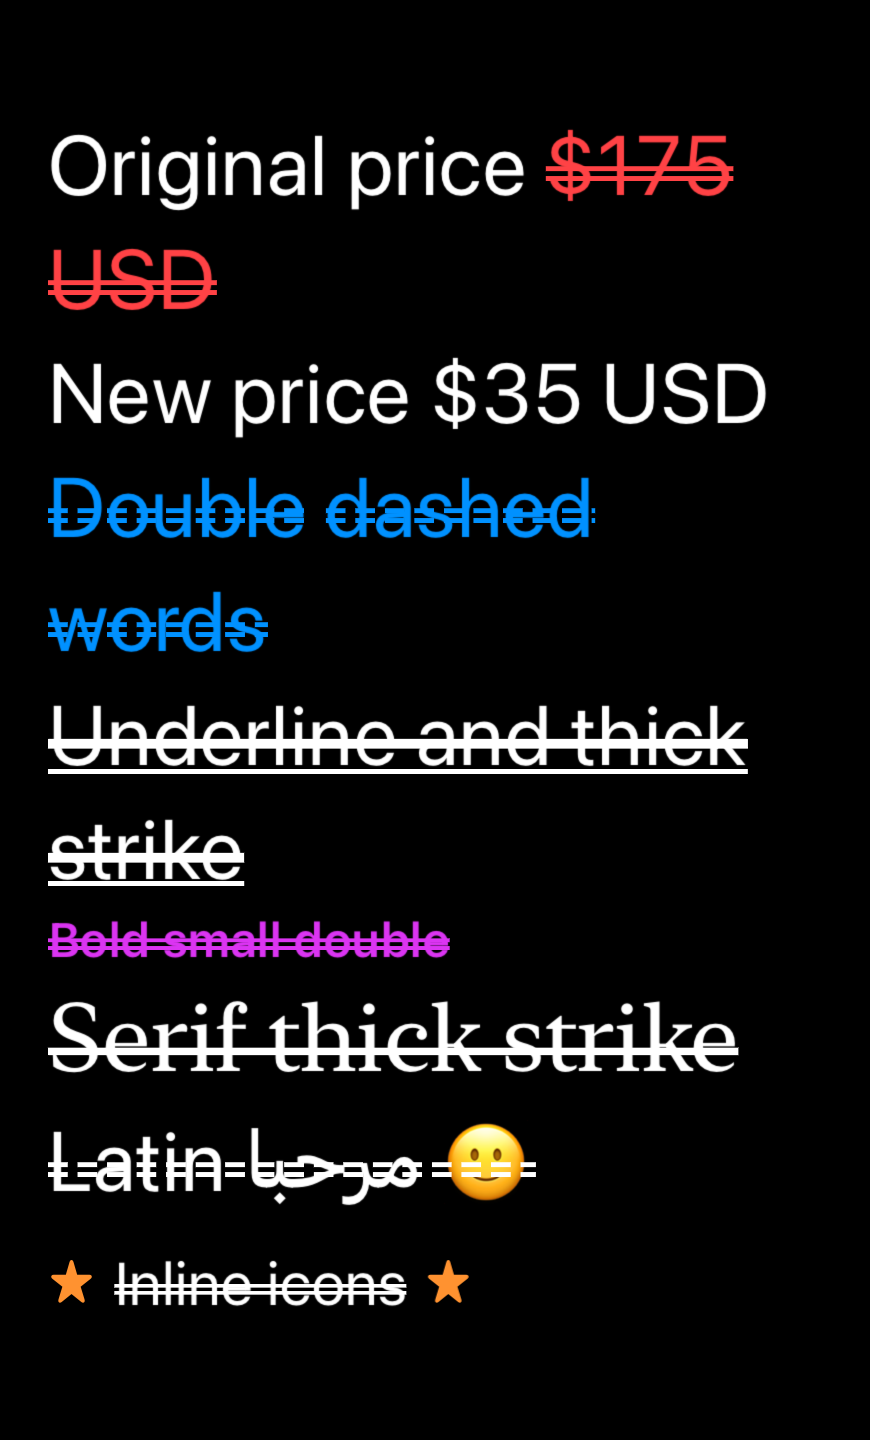 Original price $175
USD
New price $35 USD
Double dashed
words
Underline and thick
strike
Bold small double
Serif thick strike
Latin مرحبا 🙂
★ Inline icons ★